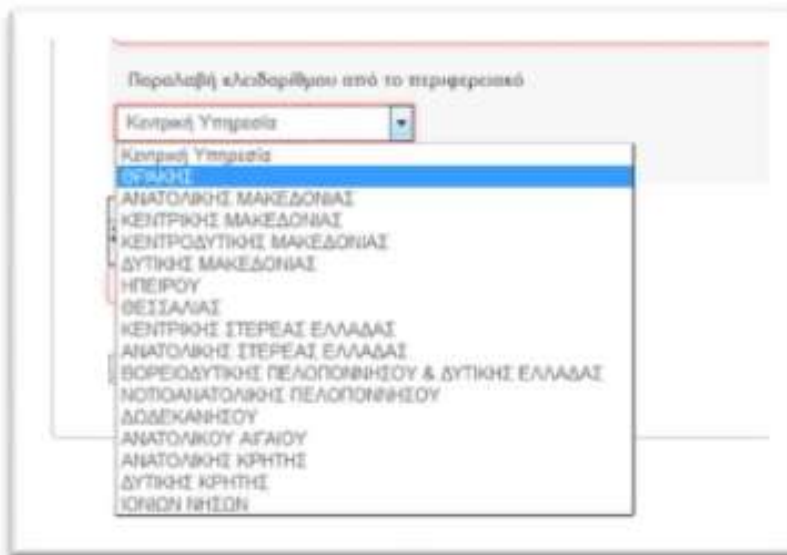 Παραλαβή κλειδαρίθμου από το περιφερειακό
Κεντρική Υπηρεσία
Κεντρική Υπηρεσία
ΘΡΑΚΗΣ
ΑΝΑΤΟΛΙΚΗΣ ΜΑΚΕΔΟΝΙΑΣ
ΚΕΝΤΡΙΚΗΣ ΜΑΚΕΔΟΝΙΑΣ
ΚΕΝΤΡΟΔΥΤΙΚΗΣ ΜΑΚΕΔΟΝΙΑΣ
ΔΥΤΙΚΗΣ ΜΑΚΕΔΟΝΙΑΣ
ΗΠΕΙΡΟΥ
ΘΕΣΣΑΛΙΑΣ
ΚΕΝΤΡΙΚΗΣ ΣΤΕΡΕΑΣ ΕΛΛΑΔΑΣ
ΑΝΑΤΟΛΙΚΗΣ ΣΤΕΡΕΑΣ ΕΛΛΑΔΑΣ
ΒΟΡΕΙΟΔΥΤΙΚΗΣ ΠΕΛΟΠΟΝΝΗΣΟΥ & ΔΥΤΙΚΗΣ ΕΛΛΑΔΑΣ
ΝΟΤΙΟΑΝΑΤΟΛΙΚΗΣ ΠΕΛΟΠΟΝΝΗΣΟΥ
ΔΩΔΕΚΑΝΗΣΟΥ
ΑΝΑΤΟΛΙΚΟΥ ΑΙΓΑΙΟΥ
ΑΝΑΤΟΛΙΚΗΣ ΚΡΗΤΗΣ
ΔΥΤΙΚΗΣ ΚΡΗΤΗΣ
ΙΟΝΙΩΝ ΝΗΣΩΝ